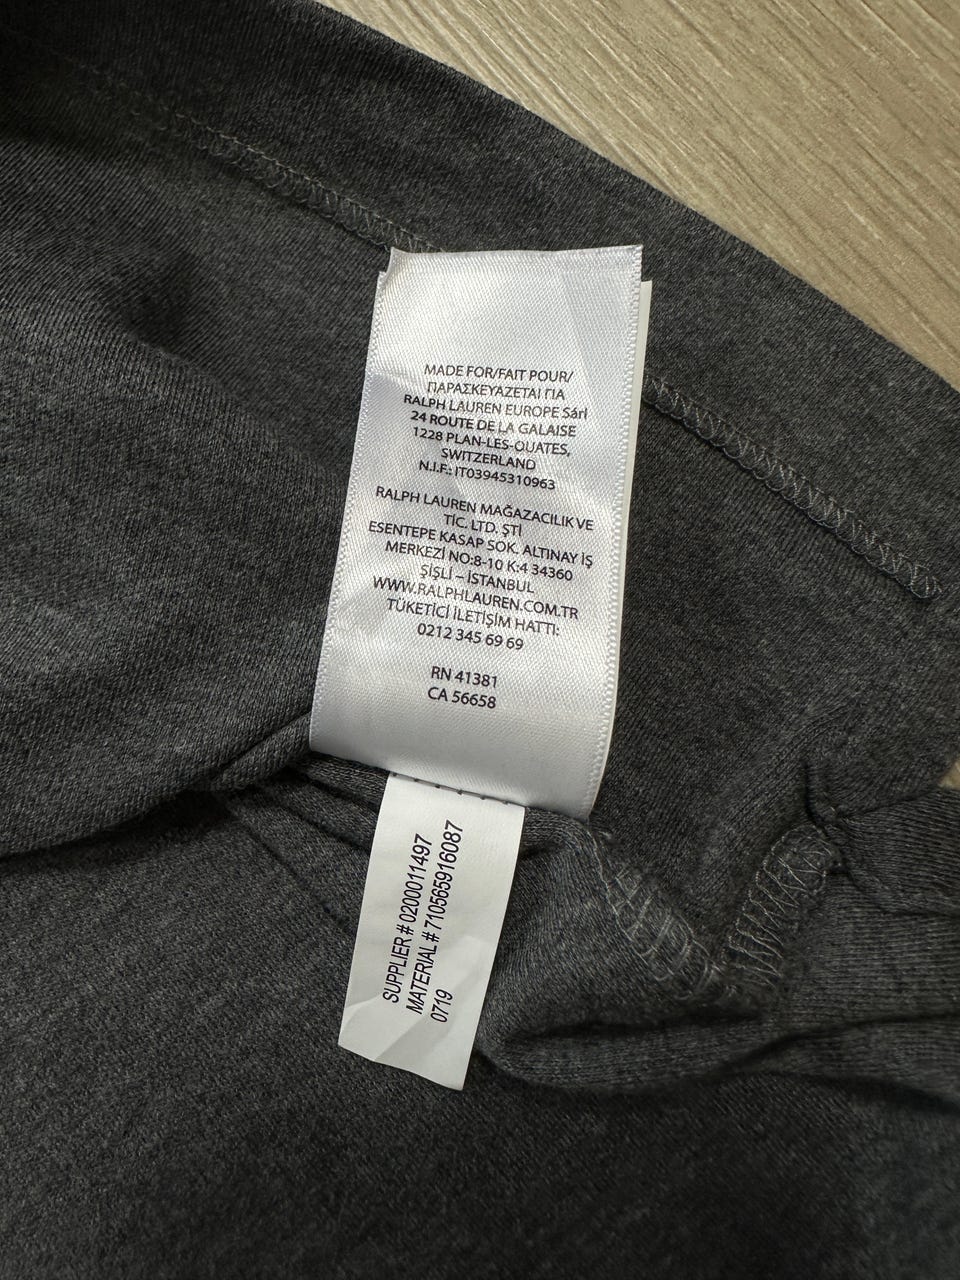 MADE FOR/FAIT POUR/
ΠΑΡΑΣΚΕΥΑΖΕΤΑΙ ΓΙΑ
RALPH LAUREN EUROPE Sárl
24 ROUTE DE LA GALAISE
1228 PLAN-LES-OUATES,
SWITZERLAND
N.I.F.: IT03945310963
RALPH LAUREN MAĞAZACILIK VE
TİC. LTD. ŞTİ
ESENTEPE KASAP SOK. ALTINAY İŞ
MERKEZİ NO:8-10 K:4 34360
ŞİŞLİ – İSTANBUL
WWW.RALPHLAUREN.COM.TR
TÜKETİCİ İLETİŞİM HATTI:
0212 345 69 69
RN 41381
CA 56658
SUPPLIER # 0200011497
MATERIAL # 710565916087
0719